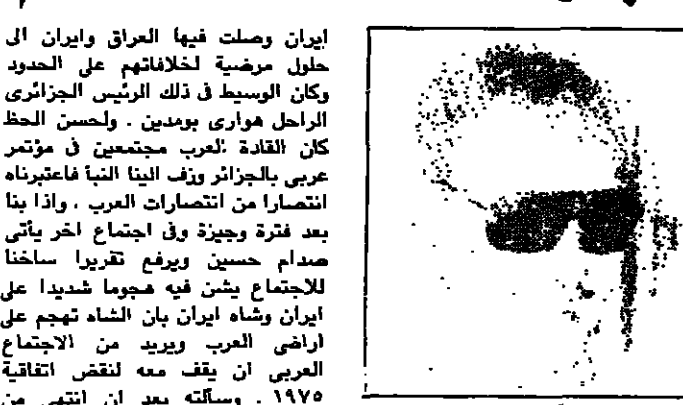 ايران وصلت فيها العراق وايران الى
حلول مرضية لخلافاتهم على الحدود
وكان الوسيط فى ذلك الرئيس الجزائرى
الراحل هوارى بومدين . ولحسن الحظ
كان القادة العرب مجتمعين فى مؤتمر
عربى بالجزائر وزف الينا النبأ فاعتبرناه
انتصارا من انتصارات العرب ، واذا بنا
بعد فترة وجيزة وفى اجتماع اخر يأتى
صدام حسين ويرفع تقريرا ساخنا
للاجتماع يشن فيه هجوما شديدا على
ايران وشاه ايران بان الشاه تهجم على
اراضى العرب ويريد من الاجتماع
العربى ان يقف معه لنقض اتفاقية
١٩٧٥ . وسألته بعد ان انتهى من